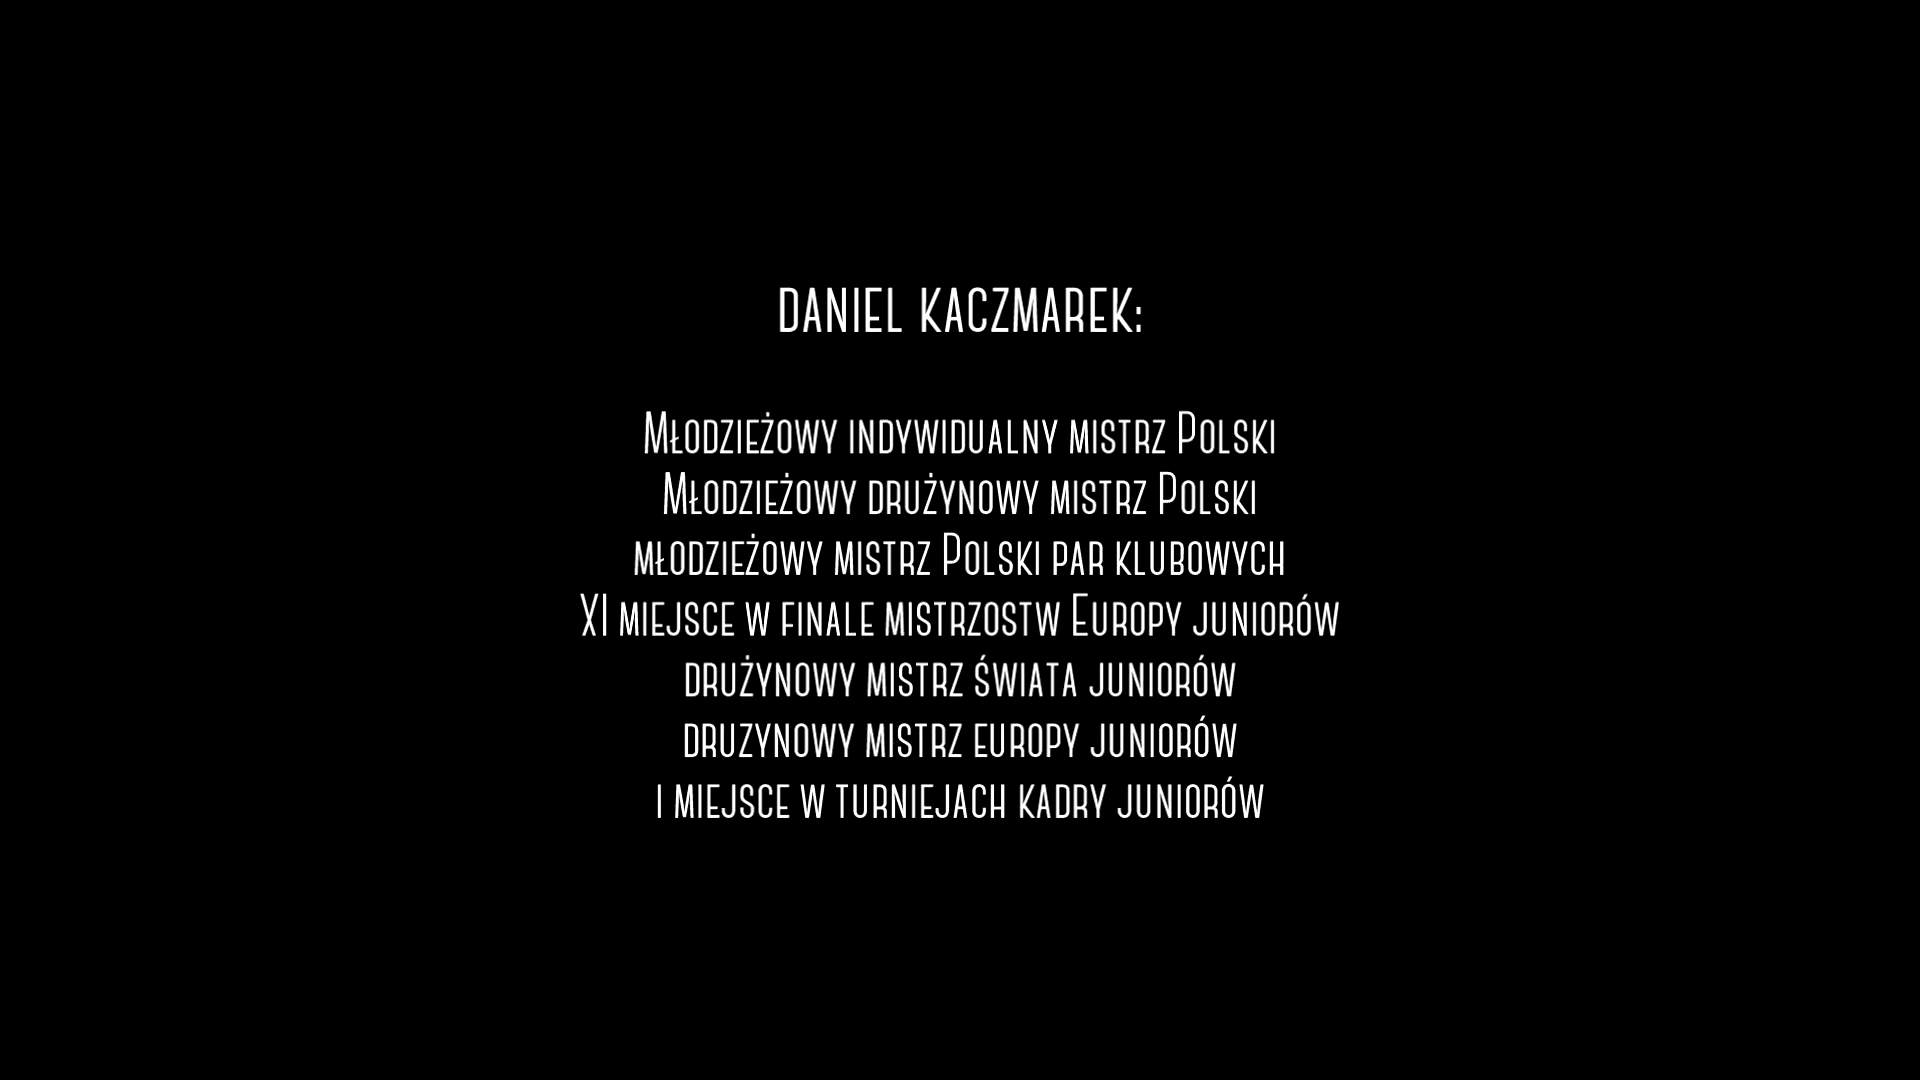 DANIEL KACZMAREK:
Młodzieżowy indywidualny mistrz Polski
Młodzieżowy drużynowy mistrz Polski
młodzieżowy mistrz Polski par klubowych
XI miejsce w finale mistrzostw Europy juniorów
drużynowy mistrz świata juniorów
druzynowy mistrz europy juniorów
i miejsce w turniejach kadry juniorów